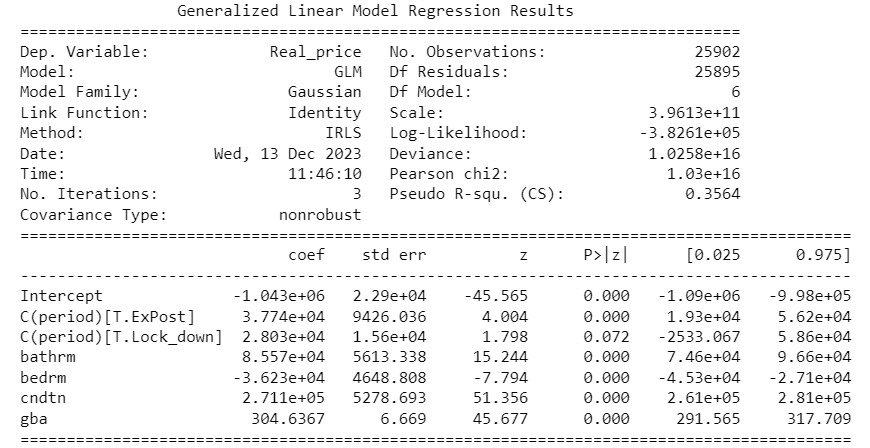 Generalized Linear Model Regression Results
==============================================================================
Dep. Variable: Real_price No. Observations: 25902
Model: GLM Df Residuals: 25895
Model Family: Gaussian Df Model: 6
Link Function: Identity Scale: 3.9613e+11
Method: IRLS Log-Likelihood: -3.8261e+05
Date: Wed, 13 Dec 2023 Deviance: 1.0258e+16
Time: 11:46:10 Pearson chi2: 1.03e+16
No. Iterations: 3 Pseudo R-squ. (CS): 0.3564
Covariance Type: nonrobust
==========================================================================================
coef std err z P>|z| [0.025 0.975]
------------------------------------------------------------------------------------------
Intercept -1.043e+06 2.29e+04 -45.565 0.000 -1.09e+06 -9.98e+05
C(period)[T.ExPost] 3.774e+04 9426.036 4.004 0.000 1.93e+04 5.62e+04
C(period)[T.Lock_down] 2.803e+04 1.56e+04 1.798 0.072 -2533.067 5.86e+04
bathrm 8.557e+04 5613.338 15.244 0.000 7.46e+04 9.66e+04
bedrm -3.623e+04 4648.808 -7.794 0.000 -4.53e+04 -2.71e+04
cndtn 2.711e+05 5278.693 51.356 0.000 2.61e+05 2.81e+05
gba 304.6367 6.669 45.677 0.000 291.565 317.709
==========================================================================================